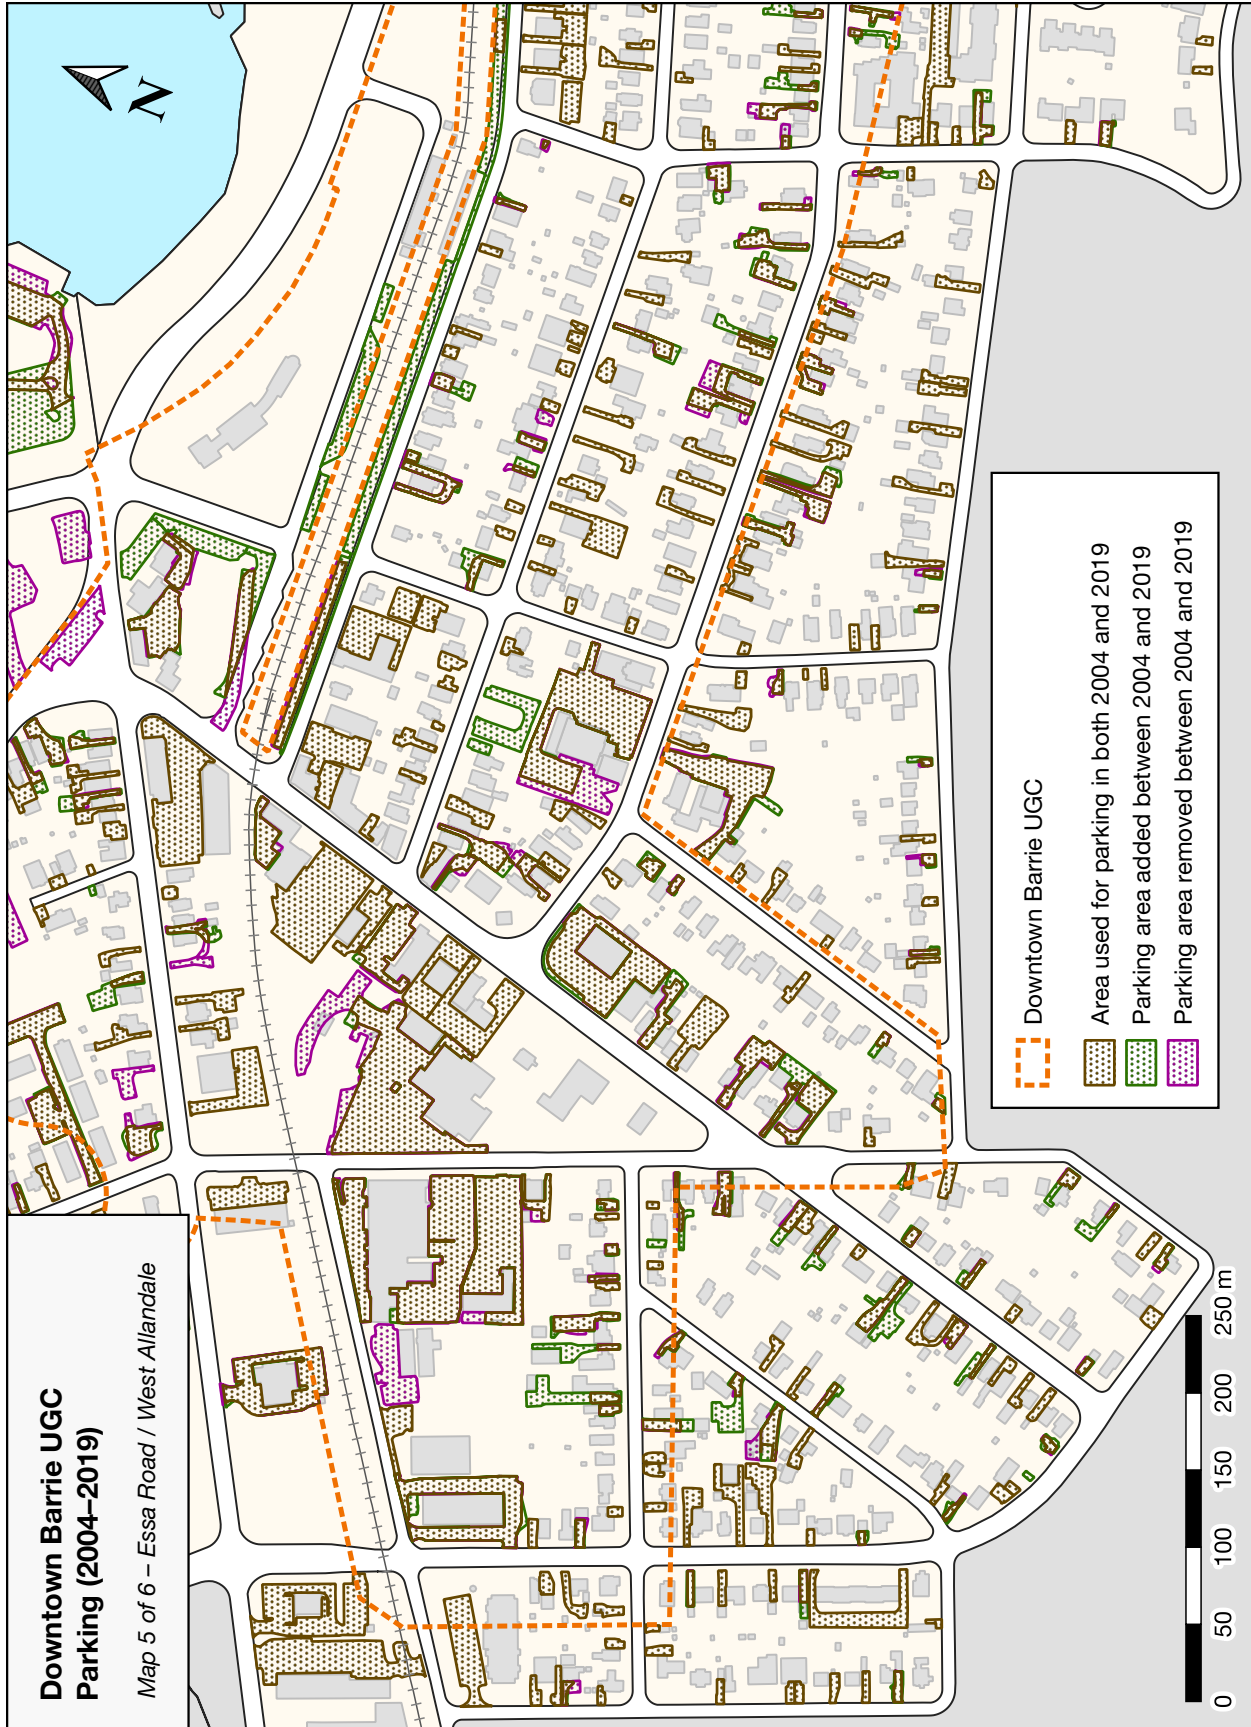 Downtown Barrie UGC
Parking (2004–2019)
Map 5 of 6 – Essa Road / West Allandale
N
Downtown Barrie UGC
Area used for parking in both 2004 and 2019
Parking area added between 2004 and 2019
Parking area removed between 2004 and 2019
0 50 100 150 200 250 m